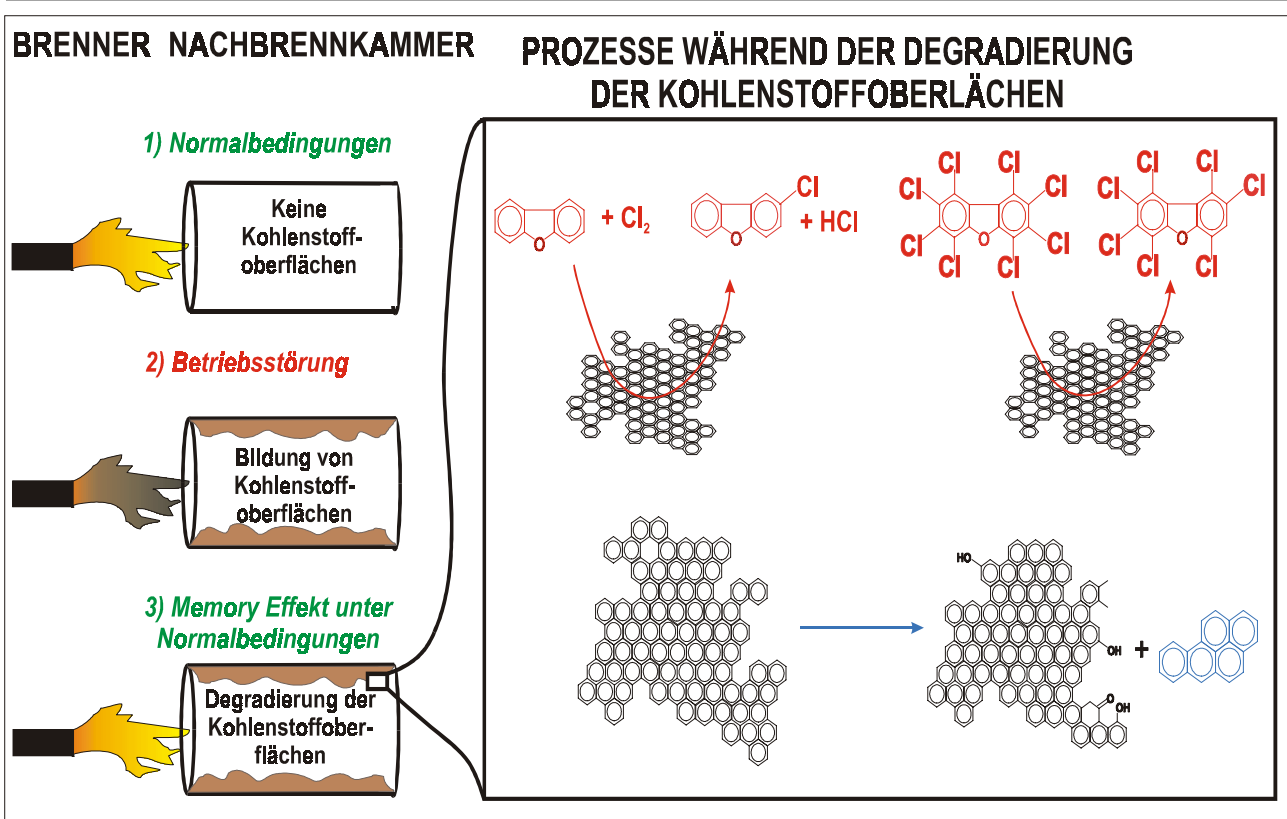 BRENNER NACHBRENNKAMMER
1) Normalbedingungen
Keine
Kohlenstoff-
oberflächen
2) Betriebsstörung
Bildung von
Kohlenstoff-
oberflächen
3) Memory Effekt unter
Normalbedingungen
Degradierung der
Kohlenstoffober-
flächen
PROZESSE WÄHREND DER DEGRADIERUNG
DER KOHLENSTOFFOBERLÄCHEN
O
+ Cl2
Cl
O
+ HCl
Cl Cl
Cl Cl
O
Cl Cl
Cl Cl
Cl Cl
Cl Cl
O
Cl
Cl Cl
HO
OH
O
OH
+